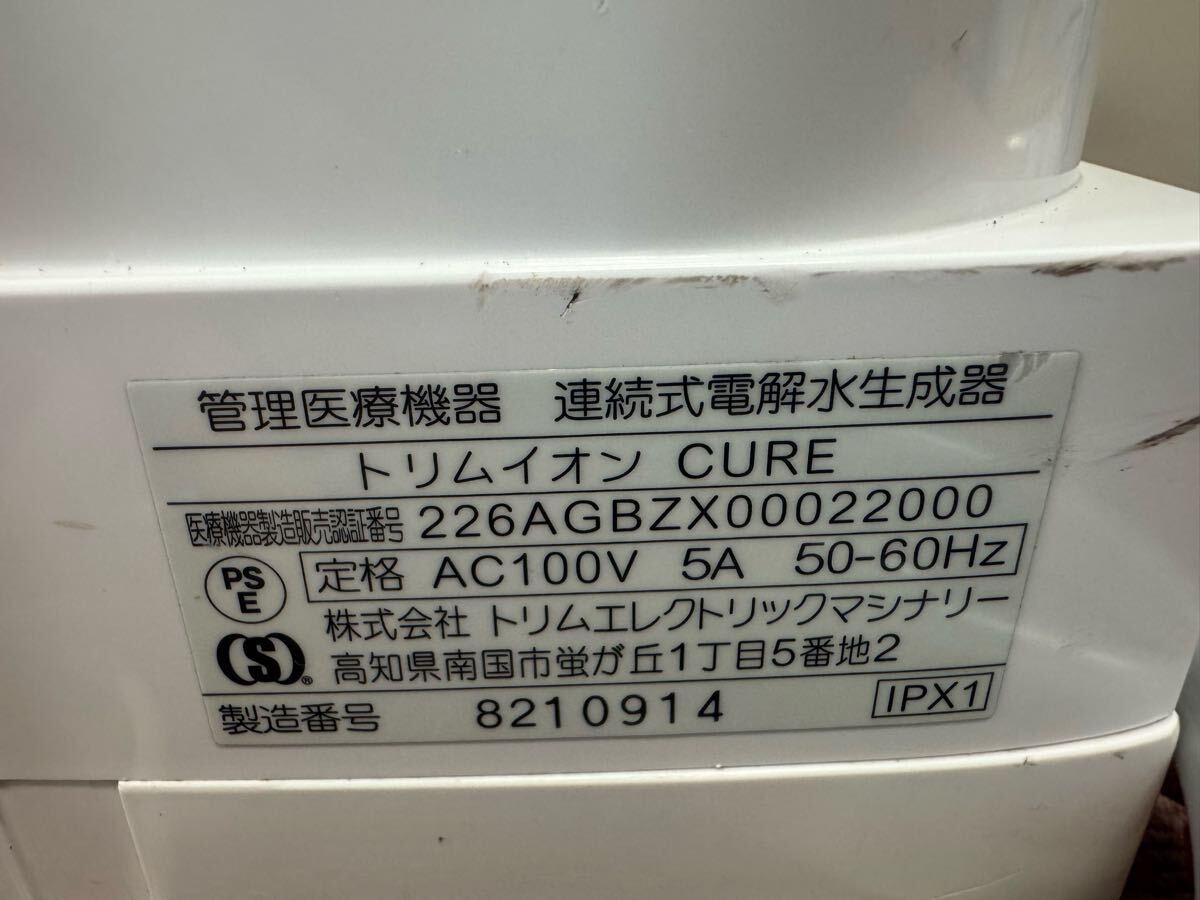 管理医療機器　連続式電解水生成器
トリムイオン CURE
医療機器製造販売認証番号 226AGBZX00022000
PS
E
定格 AC100V 5A 50-60Hz
株式会社 トリムエレクトリックマシナリー
S®
高知県南国市蛍が丘1丁目5番地2
製造番号 8210914 IPX1